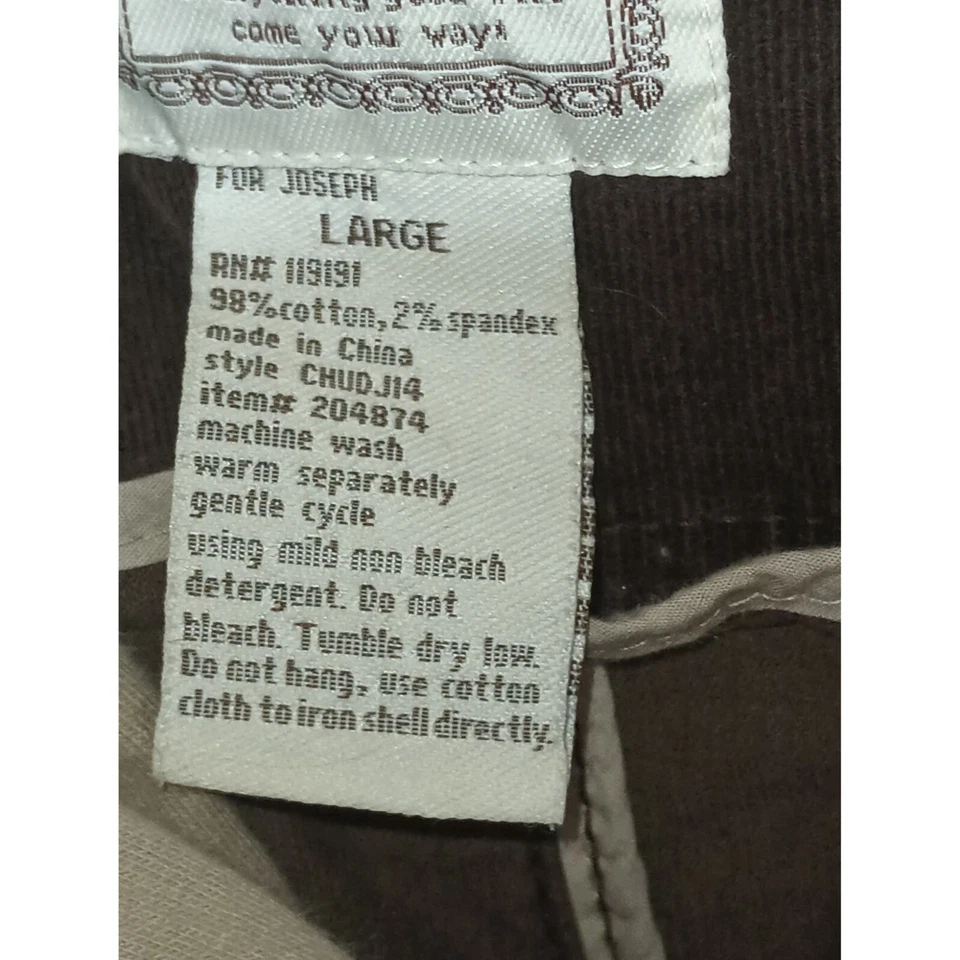 come your way!
FOR JOSEPH
LARGE
RN# 119191
98%cotton, 2% spandex
made in China
style CHUDJ14
item# 204874
machine wash
warm separately
gentle cycle
using mild non bleach
detergent. Do not
bleach. Tumble dry low.
Do not hang, use cotton
cloth to iron shell directly.